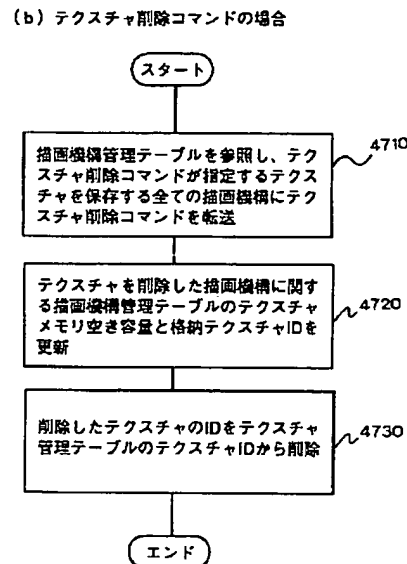 (b) テクスチャ削除コマンドの場合
スタート
描画機構管理テーブルを参照し、テク
スチャ削除コマンドが指定するテクス
チャを保存する全ての描画機構にテク
スチャ削除コマンドを転送
4710
テクスチャを削除した描画機構に関す
る描画機構管理テーブルのテクスチャ
メモリ空き容量と格納テクスチャIDを
更新
4720
削除したテクスチャのIDをテクスチャ
管理テーブルのテクスチャIDから削除
4730
エンド